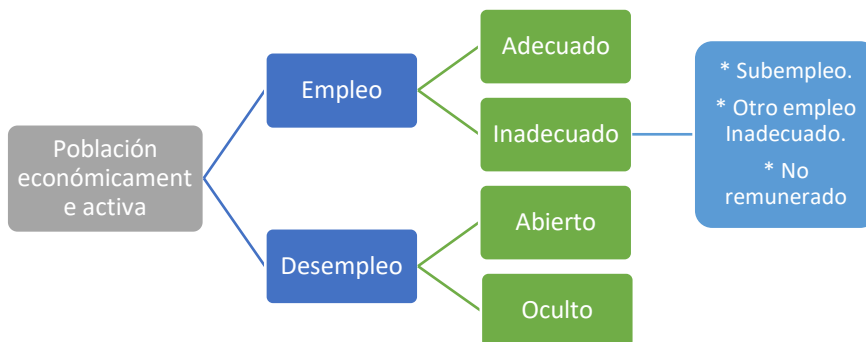 Población
económicament
e activa
Empleo
Desempleo
Adecuado
Inadecuado
Abierto
Oculto
* Subempleo.
* Otro empleo
Inadecuado.
* No
remunerado